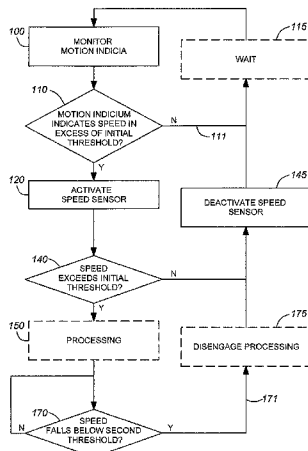 100
MONITOR
MOTION INDICIA
115
WAIT
110
MOTION INDICIUM
INDICATES SPEED IN
EXCESS OF INITIAL
THRESHOLD?
N
111
Y
120
ACTIVATE
SPEED SENSOR
145
DEACTIVATE SPEED
SENSOR
140
SPEED
EXCEEDS INITIAL
THRESHOLD?
N
Y
150
PROCESSING
175
DISENGAGE PROCESSING
170
SPEED
FALLS BELOW SECOND
THRESHOLD?
N
Y
171